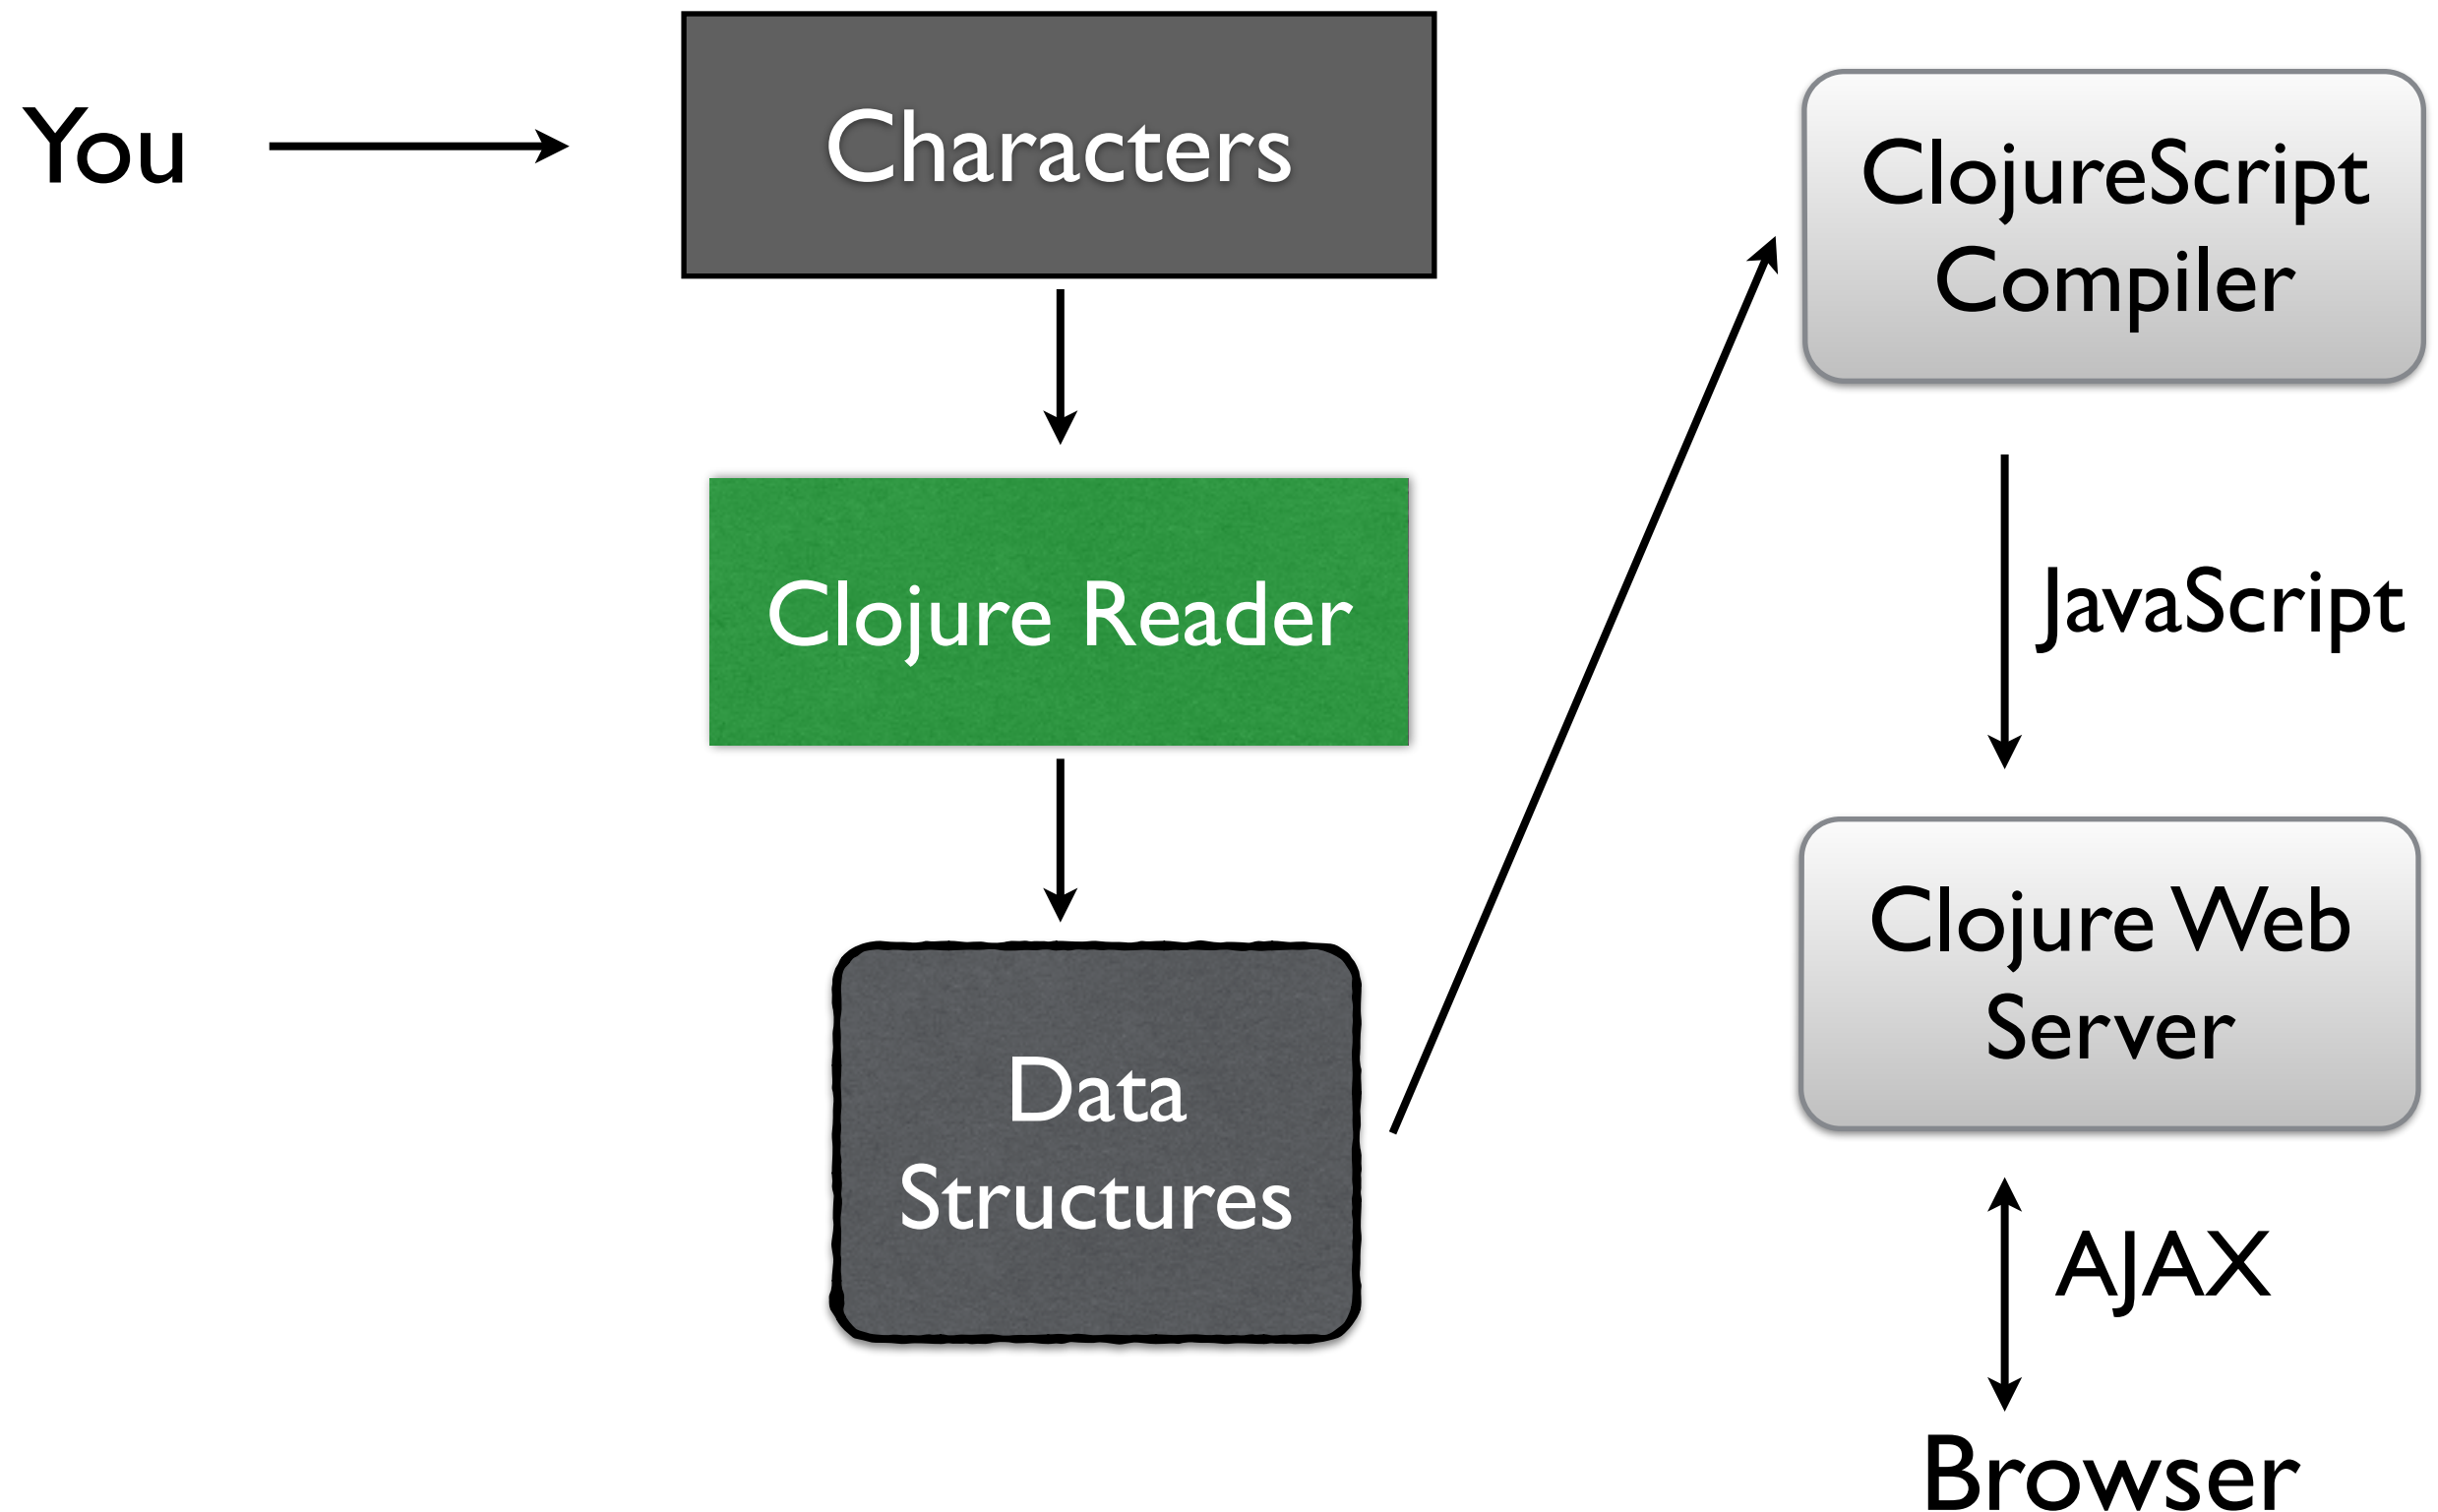 You
Characters
Clojure Reader
Data
Structures
ClojureScript
Compiler
JavaScript
Clojure Web
Server
AJAX
Browser